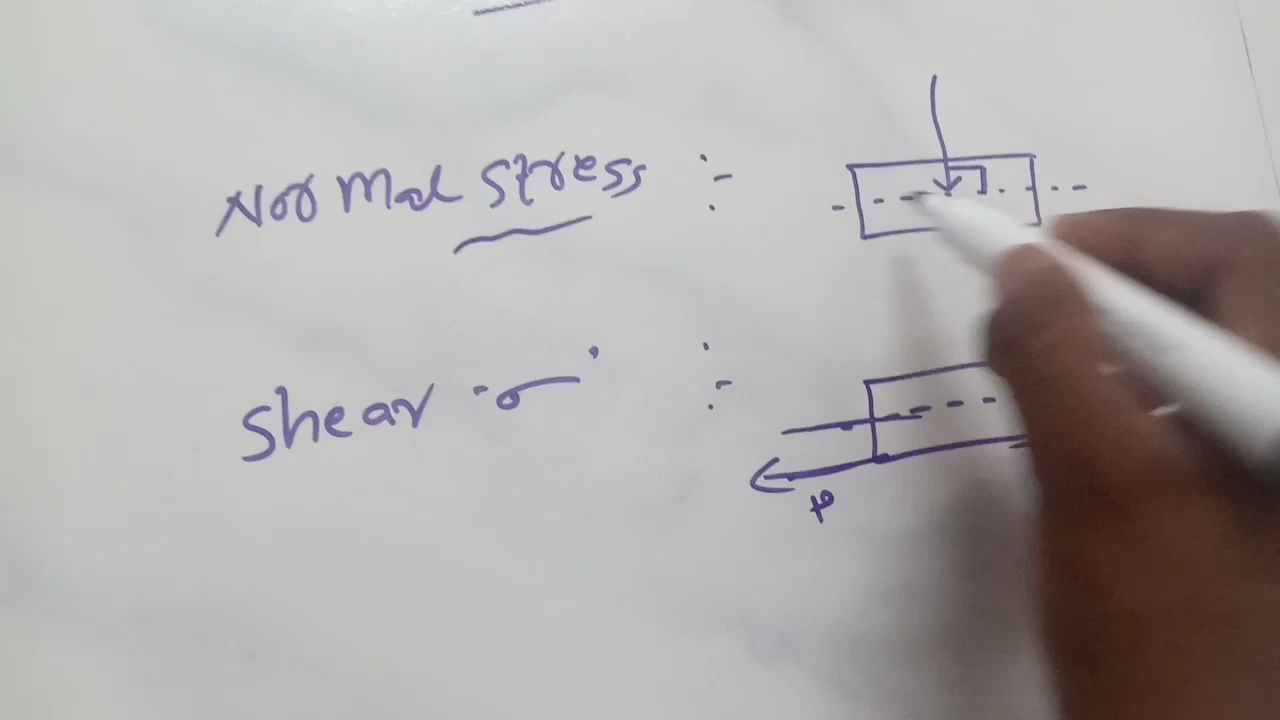 Normal stress :-
Shear -σ- :-
P